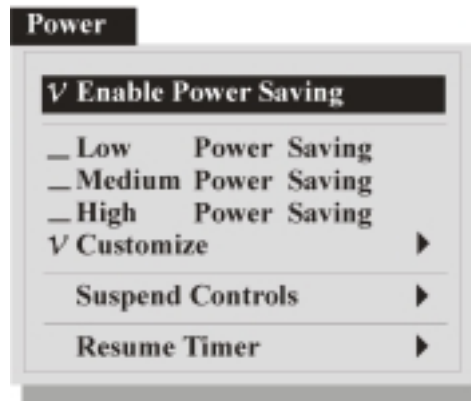 Power
√ Enable Power Saving
_ Low Power Saving
_ Medium Power Saving
_ High Power Saving
√ Customize ▶
Suspend Controls ▶
Resume Timer ▶